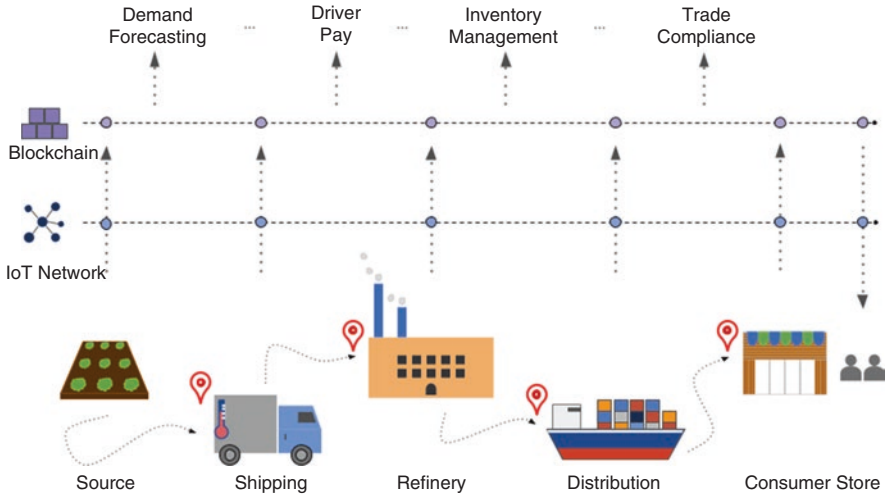 Demand
Forecasting
...
Driver
Pay
...
Inventory
Management
...
Trade
Compliance
Blockchain
IoT Network
Source
Shipping
Refinery
Distribution
Consumer Store